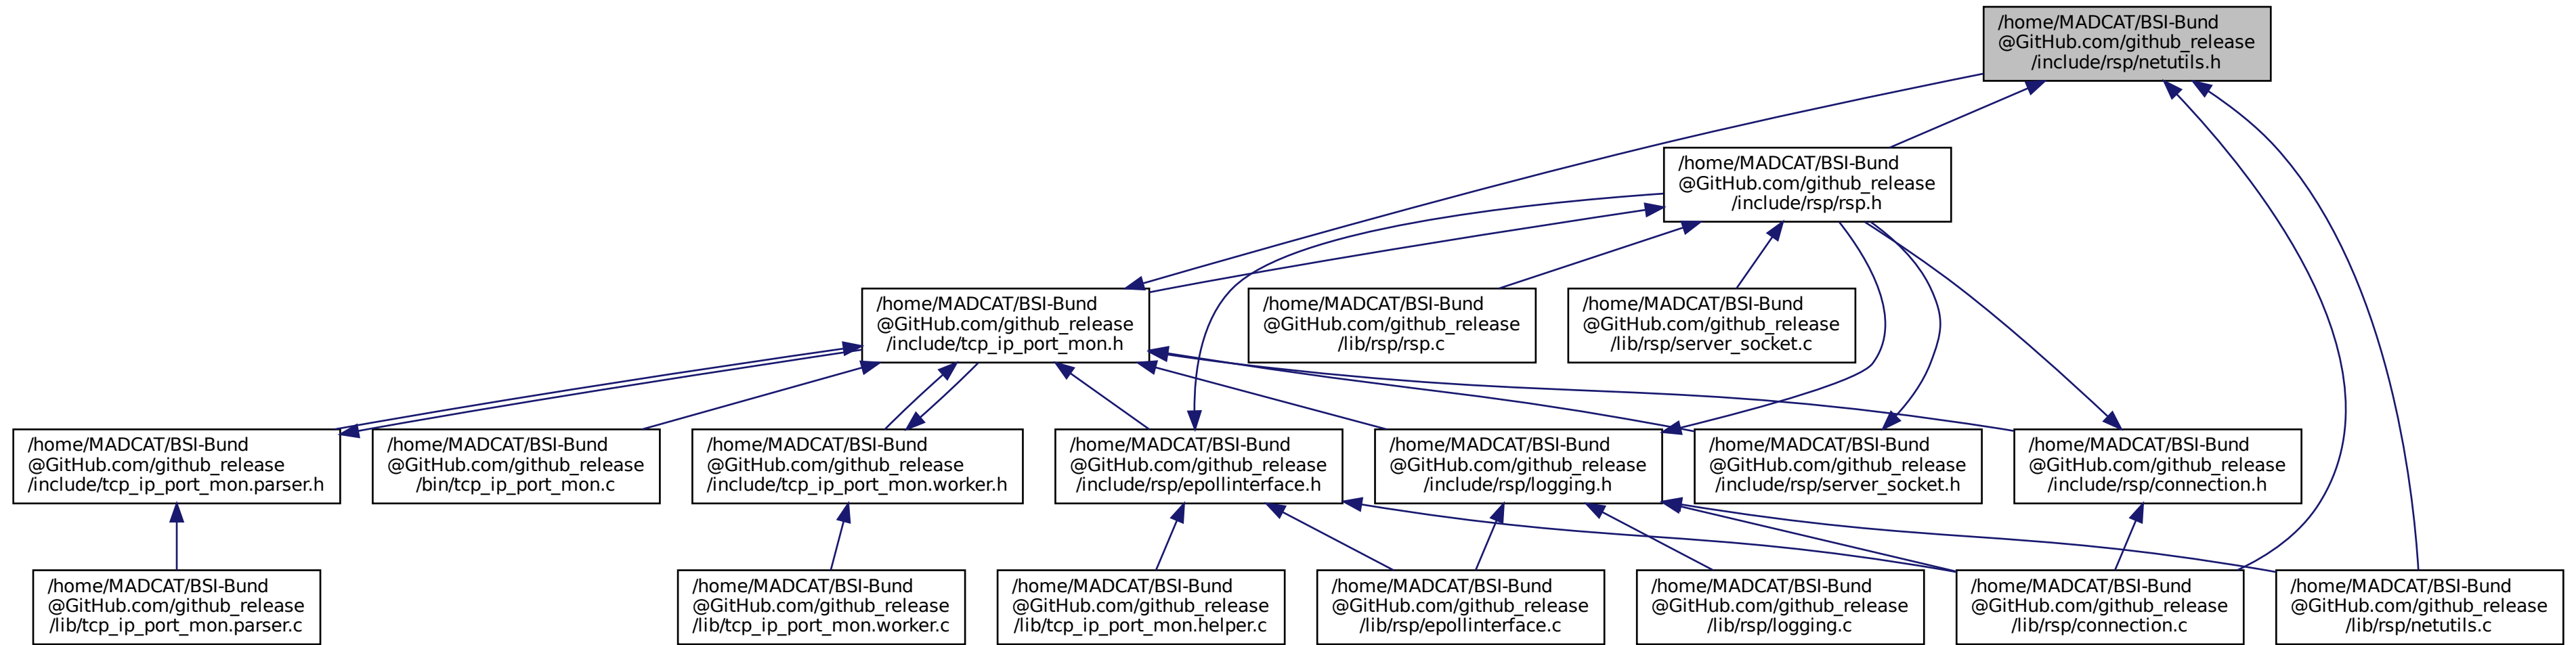 /home/MADCAT/BSI-Bund
@GitHub.com/github_release
/include/rsp/netutils.h
/home/MADCAT/BSI-Bund
@GitHub.com/github_release
/include/rsp/rsp.h
/home/MADCAT/BSI-Bund
@GitHub.com/github_release
/include/tcp_ip_port_mon.h
/home/MADCAT/BSI-Bund
@GitHub.com/github_release
/lib/rsp/rsp.c
/home/MADCAT/BSI-Bund
@GitHub.com/github_release
/lib/rsp/server_socket.c
/home/MADCAT/BSI-Bund
@GitHub.com/github_release
/include/tcp_ip_port_mon.parser.h
/home/MADCAT/BSI-Bund
@GitHub.com/github_release
/bin/tcp_ip_port_mon.c
/home/MADCAT/BSI-Bund
@GitHub.com/github_release
/include/tcp_ip_port_mon.worker.h
/home/MADCAT/BSI-Bund
@GitHub.com/github_release
/include/rsp/epollinterface.h
/home/MADCAT/BSI-Bund
@GitHub.com/github_release
/include/rsp/logging.h
/home/MADCAT/BSI-Bund
@GitHub.com/github_release
/include/rsp/server_socket.h
/home/MADCAT/BSI-Bund
@GitHub.com/github_release
/include/rsp/connection.h
/home/MADCAT/BSI-Bund
@GitHub.com/github_release
/lib/tcp_ip_port_mon.parser.c
/home/MADCAT/BSI-Bund
@GitHub.com/github_release
/lib/tcp_ip_port_mon.worker.c
/home/MADCAT/BSI-Bund
@GitHub.com/github_release
/lib/tcp_ip_port_mon.helper.c
/home/MADCAT/BSI-Bund
@GitHub.com/github_release
/lib/rsp/epollinterface.c
/home/MADCAT/BSI-Bund
@GitHub.com/github_release
/lib/rsp/logging.c
/home/MADCAT/BSI-Bund
@GitHub.com/github_release
/lib/rsp/connection.c
/home/MADCAT/BSI-Bund
@GitHub.com/github_release
/lib/rsp/netutils.c